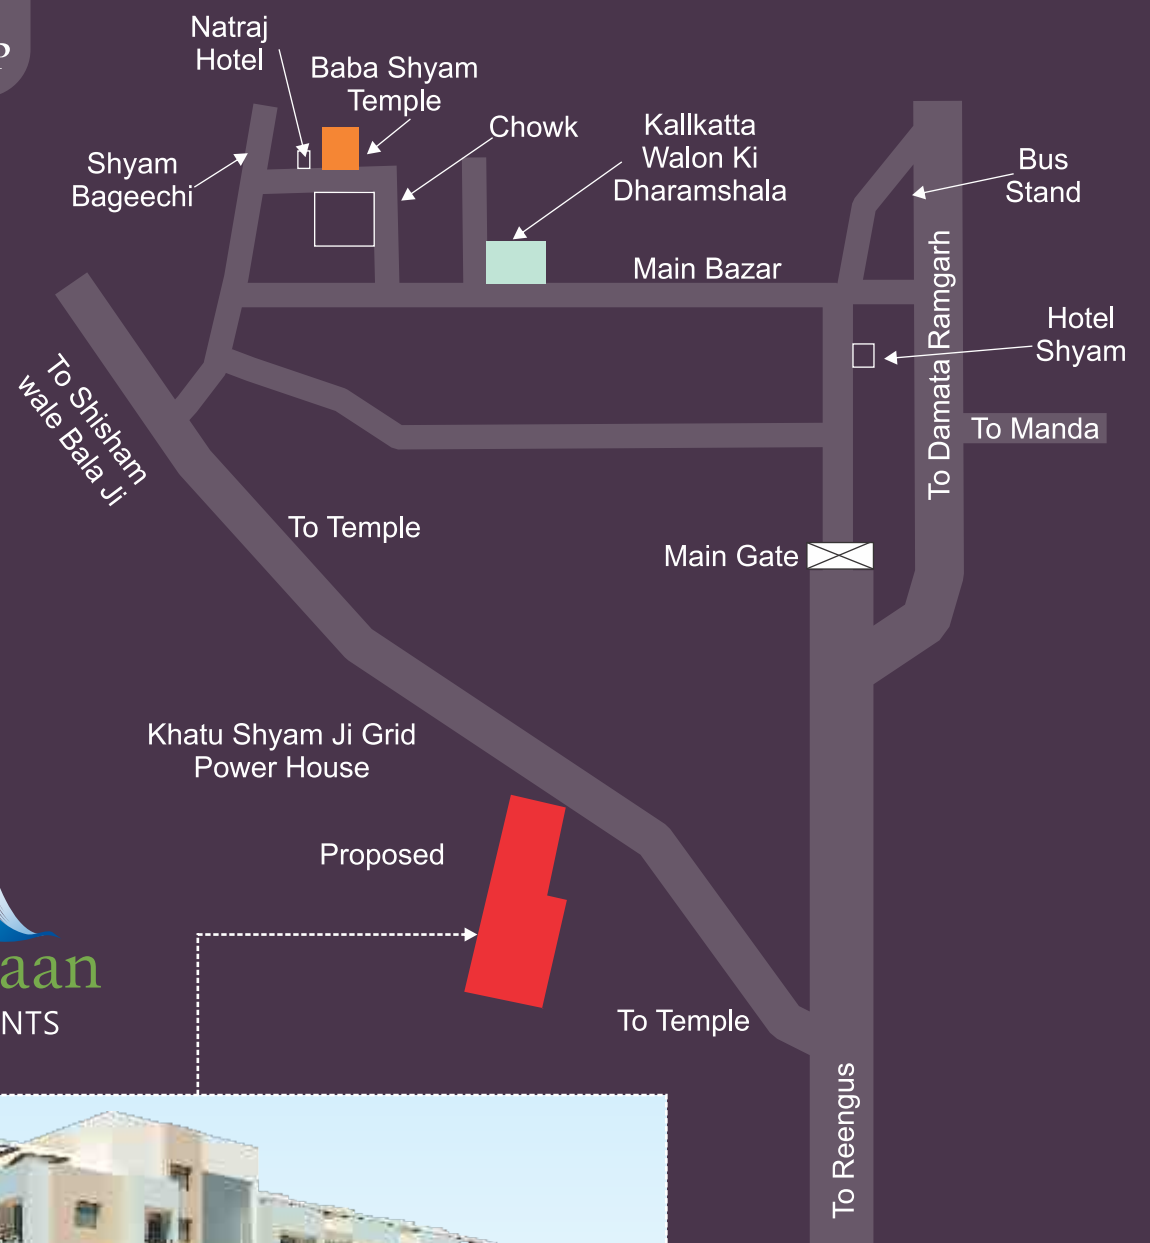 P
Natraj
Hotel
Baba Shyam
Temple
Chowk
Kallkatta
Walon Ki
Dharamshala
Bus
Stand
Shyam
Bageechi
Main Bazar
Hotel
Shyam
To Damata Ramgarh
To Manda
To Shisham
wale Bala Ji
To Temple
Main Gate
Khatu Shyam Ji Grid
Power House
Proposed
aan
NTS
To Temple
To Reengus